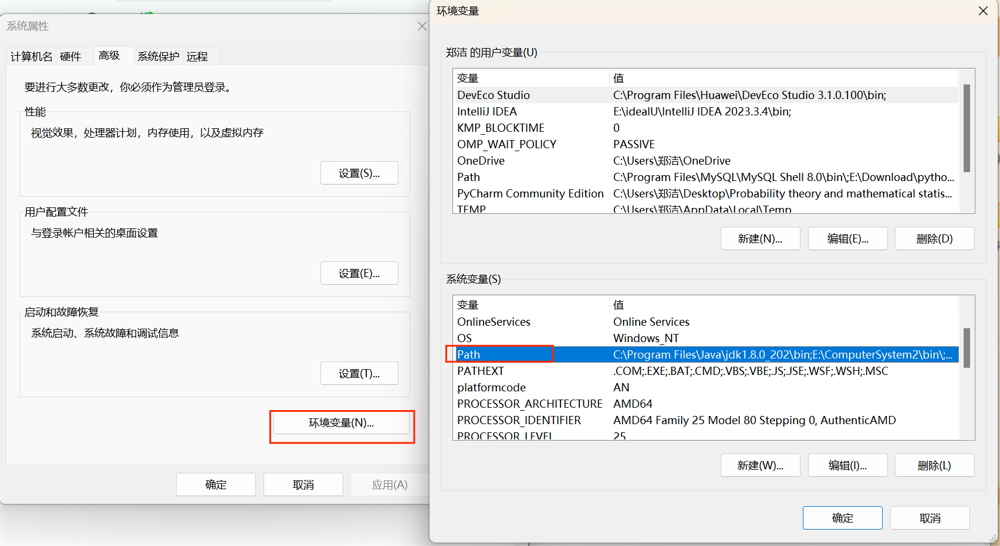 系统属性
计算机名 硬件 高级 系统保护 远程
要进行大多数更改，你必须作为管理员登录。
性能
视觉效果，处理器计划，内存使用，以及虚拟内存
设置(S)...
用户配置文件
与登录帐户相关的桌面设置
设置(E)...
启动和故障恢复
系统启动、系统故障和调试信息
设置(T)...
环境变量(N)...
确定 取消 应用(A)
环境变量
郑洁 的用户变量(U)
变量 值
DevEco Studio C:\Program Files\Huawei\DevEco Studio 3.1.0.100\bin;
IntelliJ IDEA E:\idealU\IntelliJ IDEA 2023.3.4\bin;
KMP_BLOCKTIME 0
OMP_WAIT_POLICY PASSIVE
OneDrive C:\Users\郑洁\OneDrive
Path C:\Program Files\MySQL\MySQL Shell 8.0\bin\;E:\Download\pytho...
PyCharm Community Edition C:\Users\郑洁\Desktop\Probability theory and mathematical statis...
TEMP C:\Users\郑洁\AppData\Local\Temp
新建(N)... 编辑(E)... 删除(D)
系统变量(S)
变量 值
OnlineServices Online Services
OS Windows_NT
Path C:\Program Files\Java\jdk1.8.0_202\bin;E:\ComputerSystem2\bin\;...
PATHEXT .COM;.EXE;.BAT;.CMD;.VBS;.VBE;.JS;.JSE;.WSF;.WSH;.MSC
platformcode AN
PROCESSOR_ARCHITECTURE AMD64
PROCESSOR_IDENTIFIER AMD64 Family 25 Model 80 Stepping 0, AuthenticAMD
PROCESSOR_LEVEL 25
新建(W)... 编辑(I)... 删除(L)
确定 取消